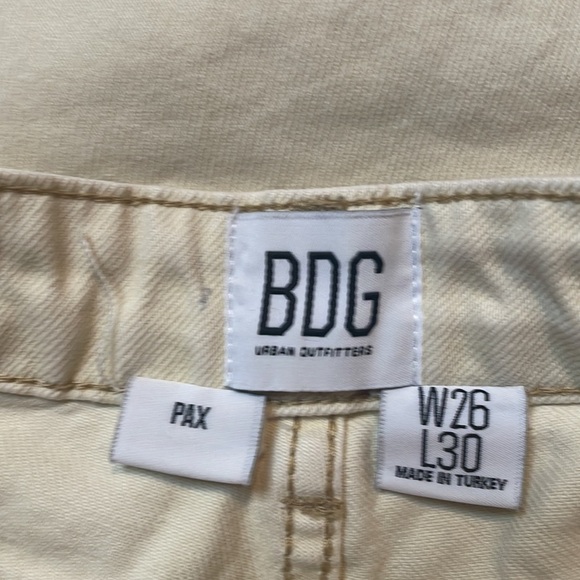 BDG
URBAN OUTFITTERS
PAX
W26
L30
MADE IN TURKEY